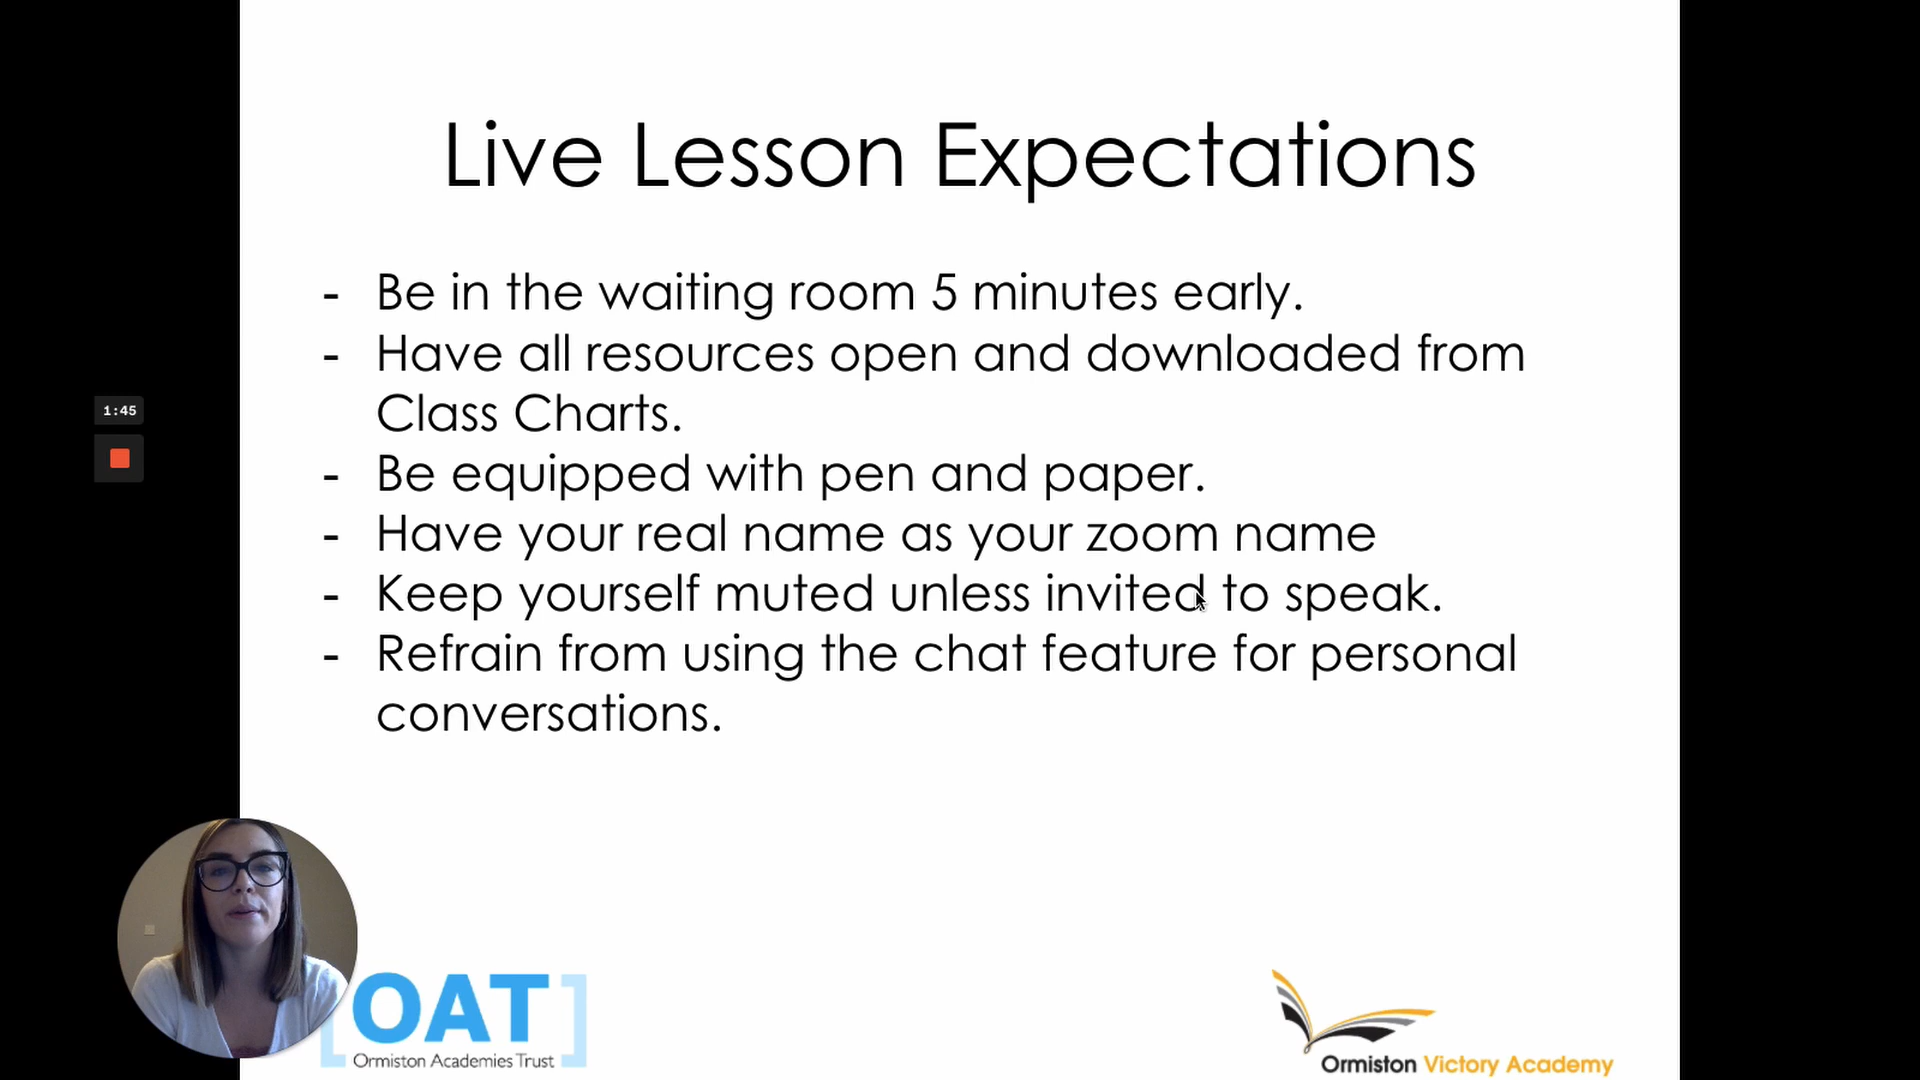 Live Lesson Expectations
- Be in the waiting room 5 minutes early.
- Have all resources open and downloaded from
Class Charts.
- Be equipped with pen and paper.
- Have your real name as your zoom name
- Keep yourself muted unless invited to speak.
- Refrain from using the chat feature for personal
conversations.
1:45
[OAT]
Ormiston Academies Trust
Ormiston Victory Academy